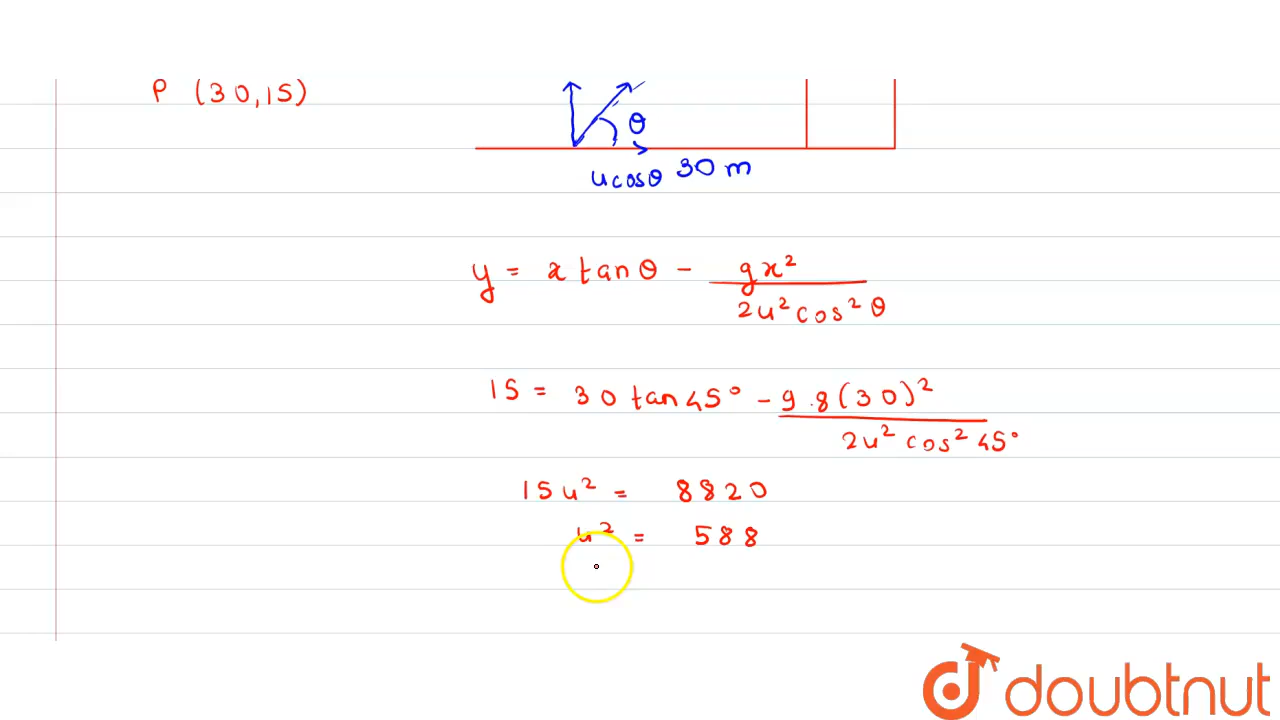 P (30,15)
θ
u cosθ 30 m
y = x tanθ - gx² / 2u²cos²θ
15 = 30 tan45° - 9.8(30)² / 2u² cos² 45°
15u² = 8820
u² = 588
doubtnut